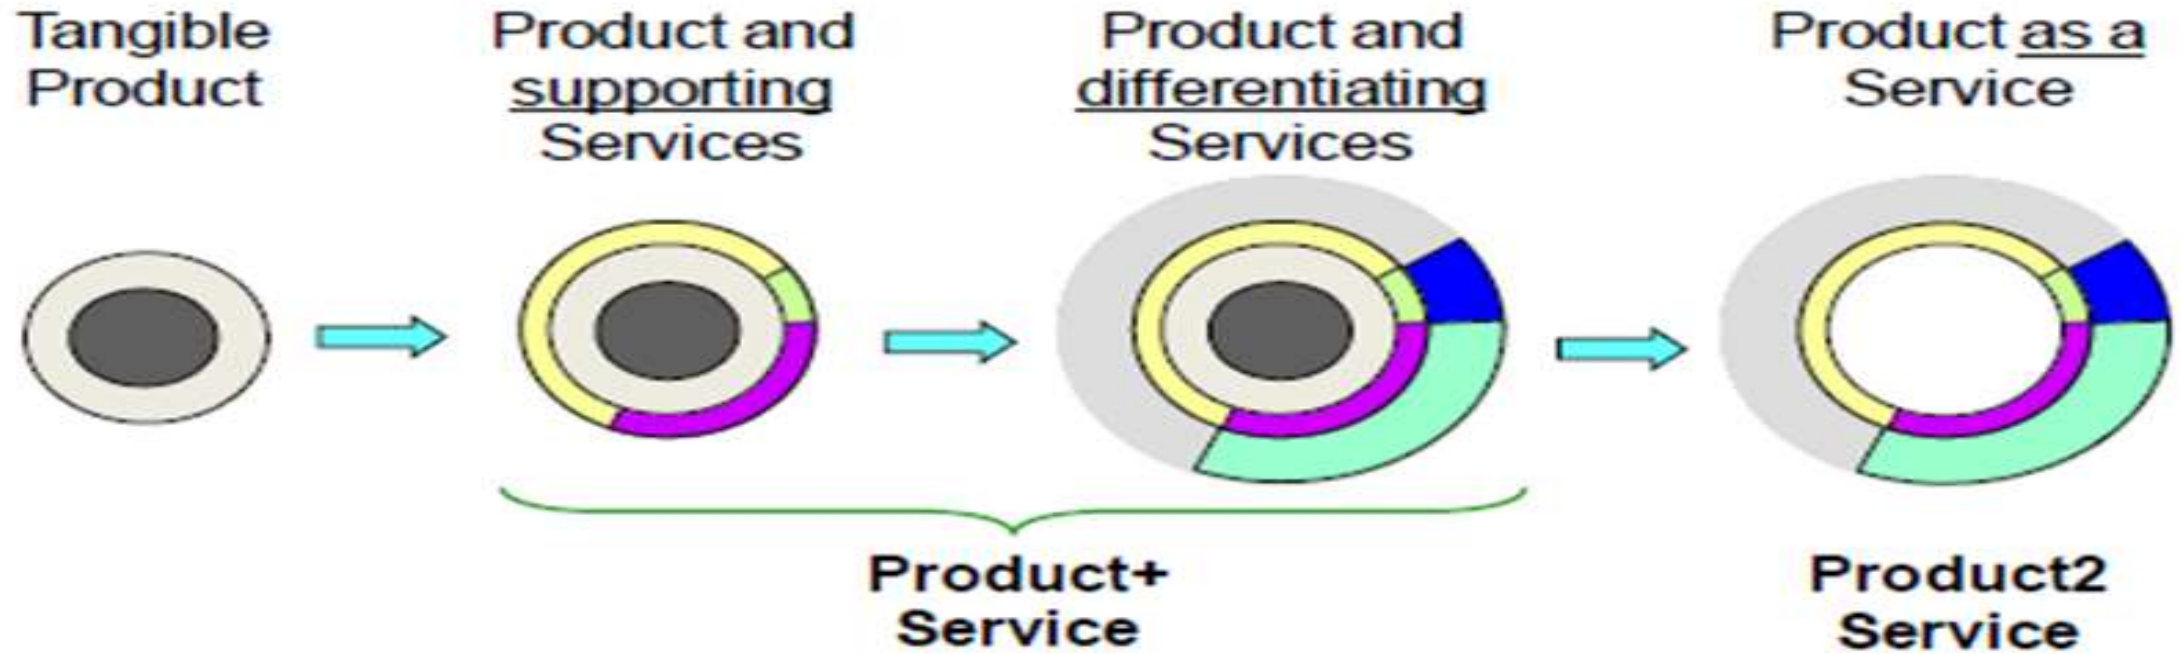 Tangible
Product
Product and
supporting
Services
Product and
differentiating
Services
Product as a
Service
Product+
Service
Product2
Service